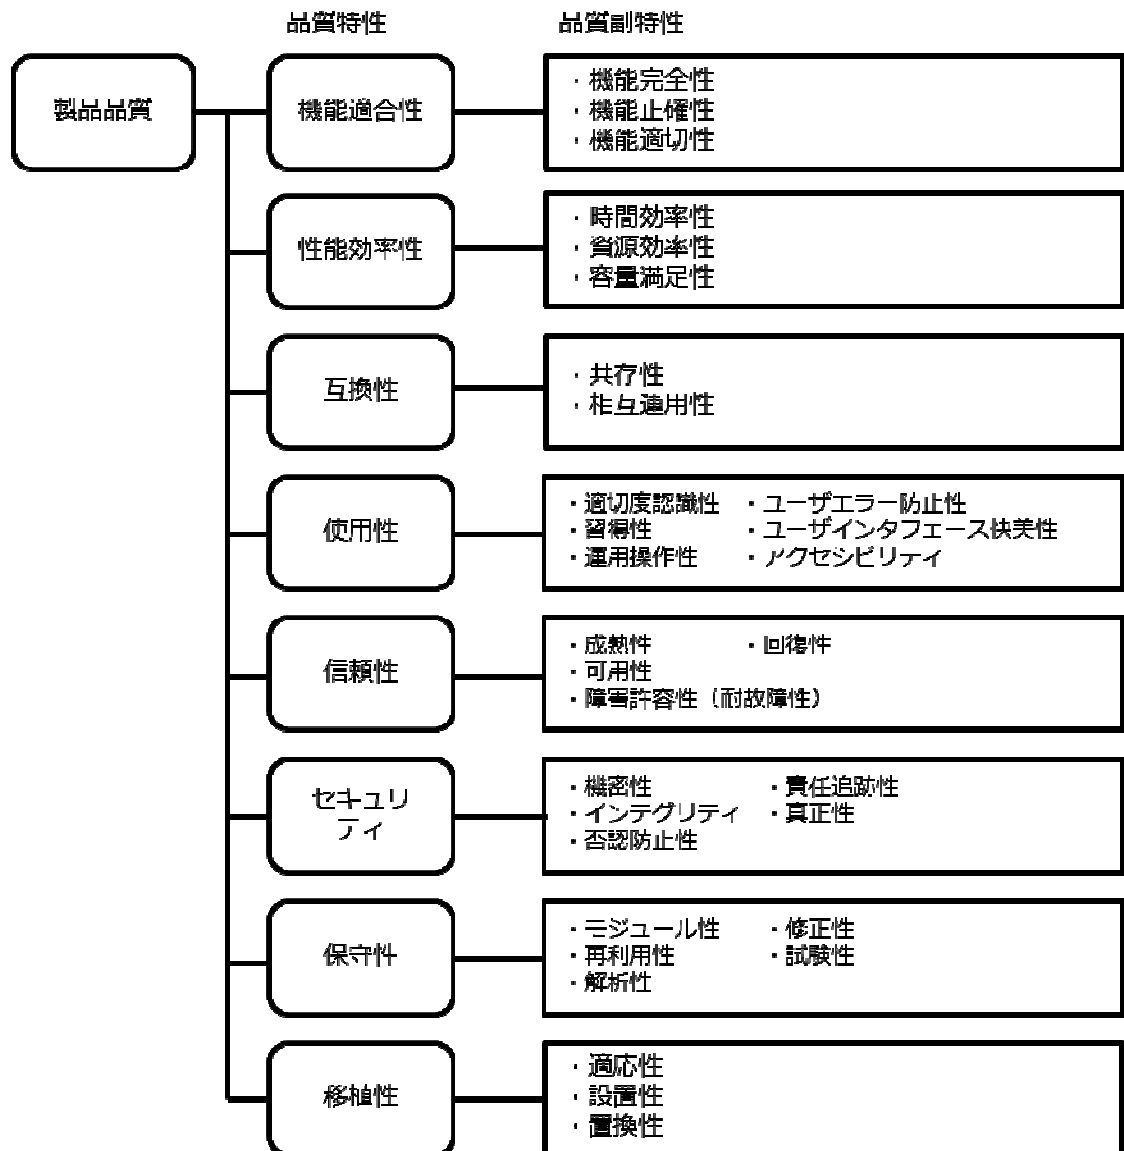 品質特性 品質副特性
製品品質
機能適合性
・機能完全性
・機能正確性
・機能適切性
性能効率性
・時間効率性
・資源効率性
・容量満足性
互換性
・共存性
・相互運用性
使用性
・適切度認識性 ・ユーザエラー防止性
・習得性 ・ユーザインタフェース快美性
・運用操作性 ・アクセシビリティ
信頼性
・成熟性 ・回復性
・可用性
・障害許容性（耐故障性）
セキュリ
ティ
・機密性 ・責任追跡性
・インテグリティ ・真正性
・否認防止性
保守性
・モジュール性 ・修正性
・再利用性 ・試験性
・解析性
移植性
・適応性
・設置性
・置換性